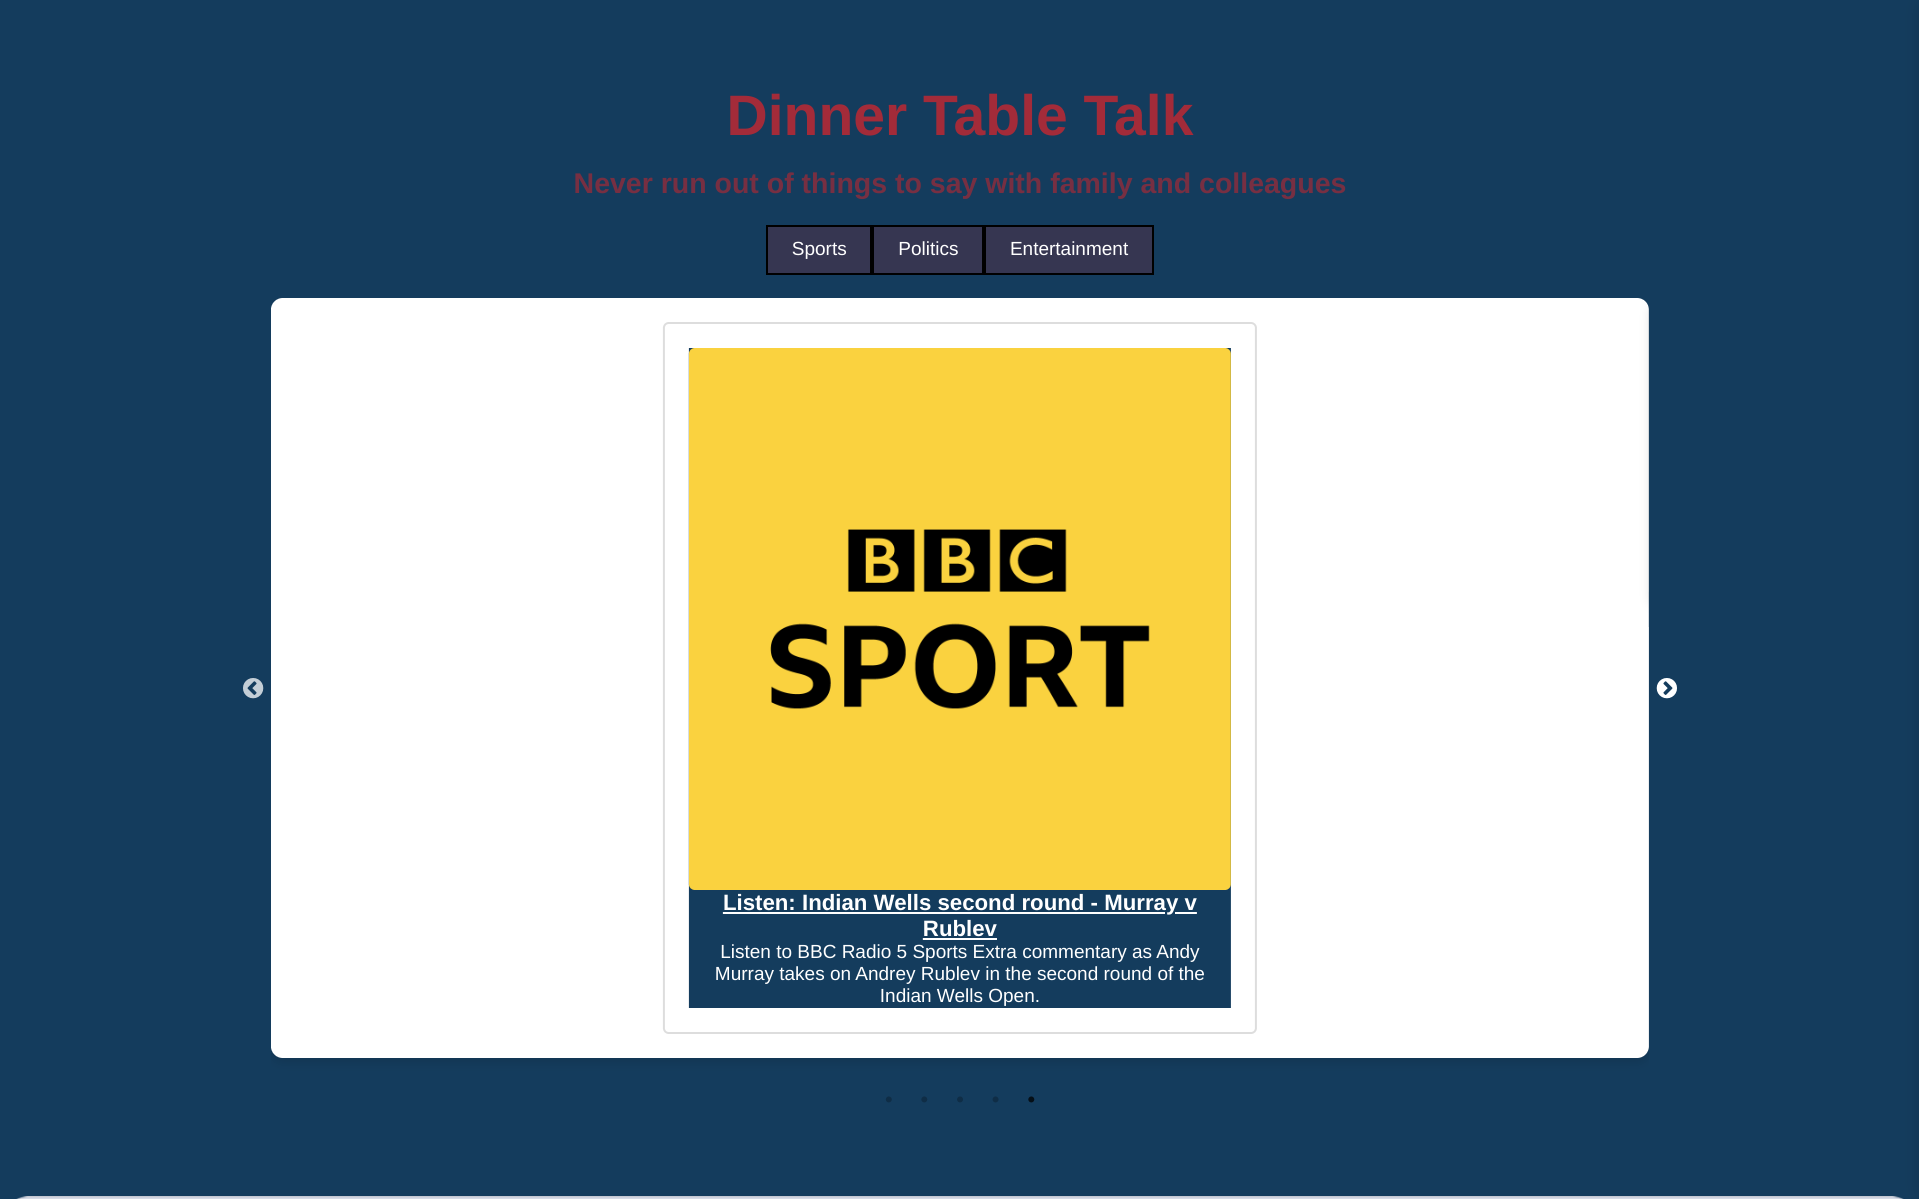 Dinner Table Talk
Never run out of things to say with family and colleagues
Sports Politics Entertainment
BBC
SPORT
Listen: Indian Wells second round - Murray v
Rublev
Listen to BBC Radio 5 Sports Extra commentary as Andy
Murray takes on Andrey Rublev in the second round of the
Indian Wells Open.